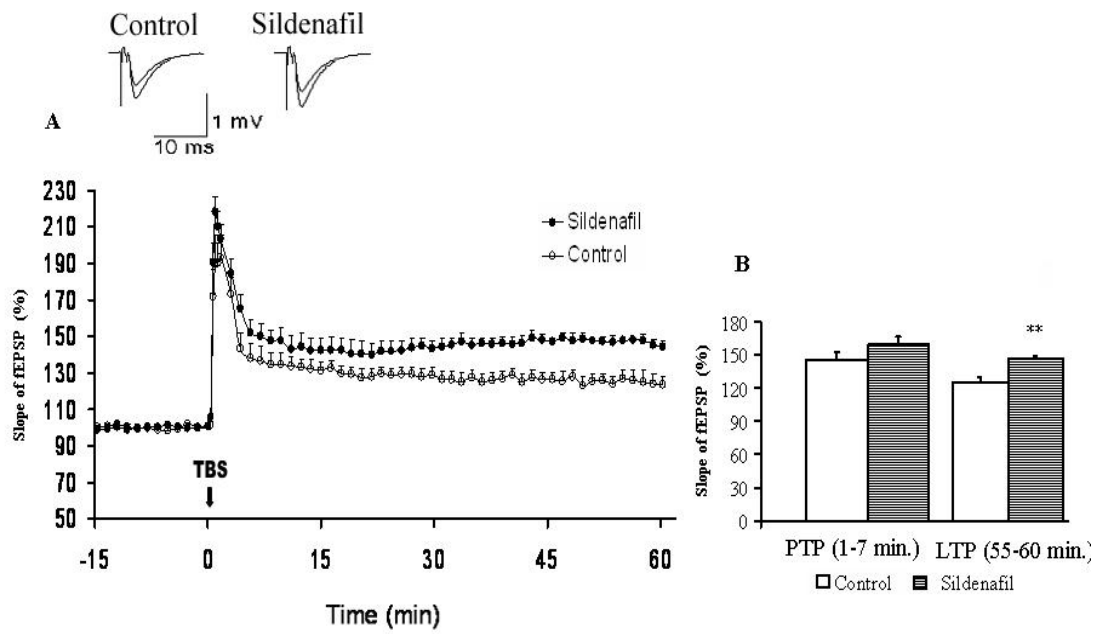 Control Sildenafil
A
1 mV
10 ms
230
210
190
170
150
130
110
90
70
50
Slope of fEPSP (%)
Sildenafil
Control
TBS
-15 0 15 30 45 60
Time (min)
B
180
150
120
90
60
30
0
Slope of fEPSP (%)
**
PTP (1-7 min.) LTP (55-60 min.)
Control Sildenafil